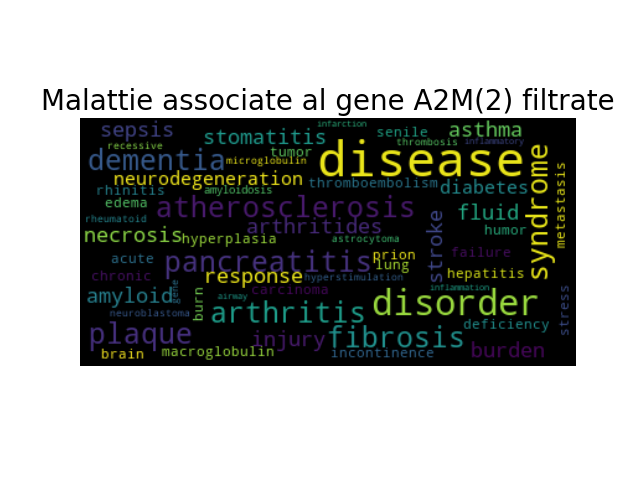 Malattie associate al gene A2M(2) filtrate
sepsis
infarction
senile
asthma
stomatitis
recessive
thrombosis
inflammatory
dementia
tumor
microglobulin
disease
syndrome
metastasis
neurodegeneration
thromboembolism
diabetes
rhinitis
amyloidosis
edema
atherosclerosis
fluid
rheumatoid
arthritides
stroke
humor
necrosis
hyperplasia
astrocytoma
failure
acute
pancreatitis
prion
lung
chronic
response
hyperstimulation
hepatitis
amyloid
gene
burn
airway
carcinoma
inflammation
disorder
stress
neuroblastoma
arthritis
deficiency
plaque
injury
fibrosis
burden
brain
macroglobulin
incontinence